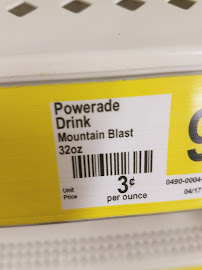 Powerade
Drink
Mountain Blast
32oz
Unit
Price
3¢
per ounce
0490-0004-
04/17
9